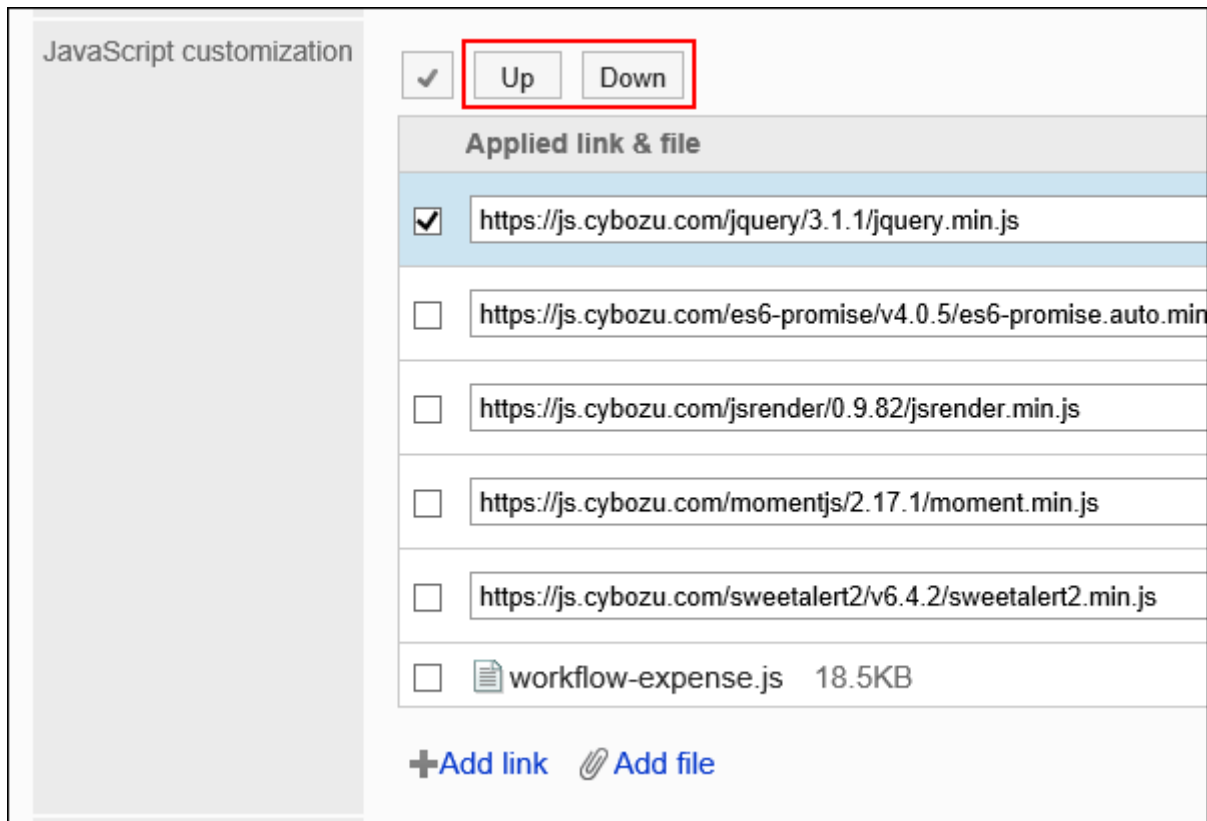 JavaScript customization
Up Down
Applied link & file
https://js.cybozu.com/jquery/3.1.1/jquery.min.js
https://js.cybozu.com/es6-promise/v4.0.5/es6-promise.auto.min
https://js.cybozu.com/jsrender/0.9.82/jsrender.min.js
https://js.cybozu.com/momentjs/2.17.1/moment.min.js
https://js.cybozu.com/sweetalert2/v6.4.2/sweetalert2.min.js
workflow-expense.js 18.5KB
Add link Add file